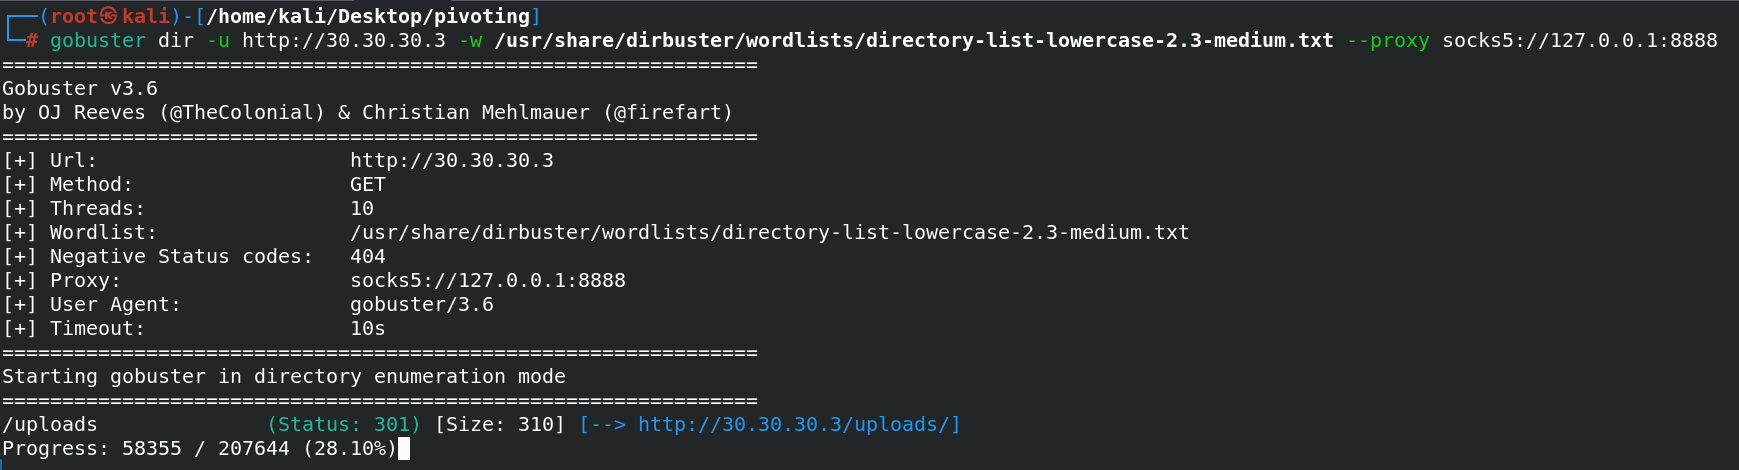 ┌──(root㉿kali)-[/home/kali/Desktop/pivoting]
└─# gobuster dir -u http://30.30.30.3 -w /usr/share/dirbuster/wordlists/directory-list-lowercase-2.3-medium.txt --proxy socks5://127.0.0.1:8888
===============================================================
Gobuster v3.6
by OJ Reeves (@TheColonial) & Christian Mehlmauer (@firefart)
===============================================================
[+] Url:                     http://30.30.30.3
[+] Method:                  GET
[+] Threads:                 10
[+] Wordlist:                /usr/share/dirbuster/wordlists/directory-list-lowercase-2.3-medium.txt
[+] Negative Status codes:   404
[+] Proxy:                   socks5://127.0.0.1:8888
[+] User Agent:              gobuster/3.6
[+] Timeout:                 10s
===============================================================
Starting gobuster in directory enumeration mode
===============================================================
/uploads              (Status: 301) [Size: 310] [--> http://30.30.30.3/uploads/]
Progress: 58355 / 207644 (28.10%)